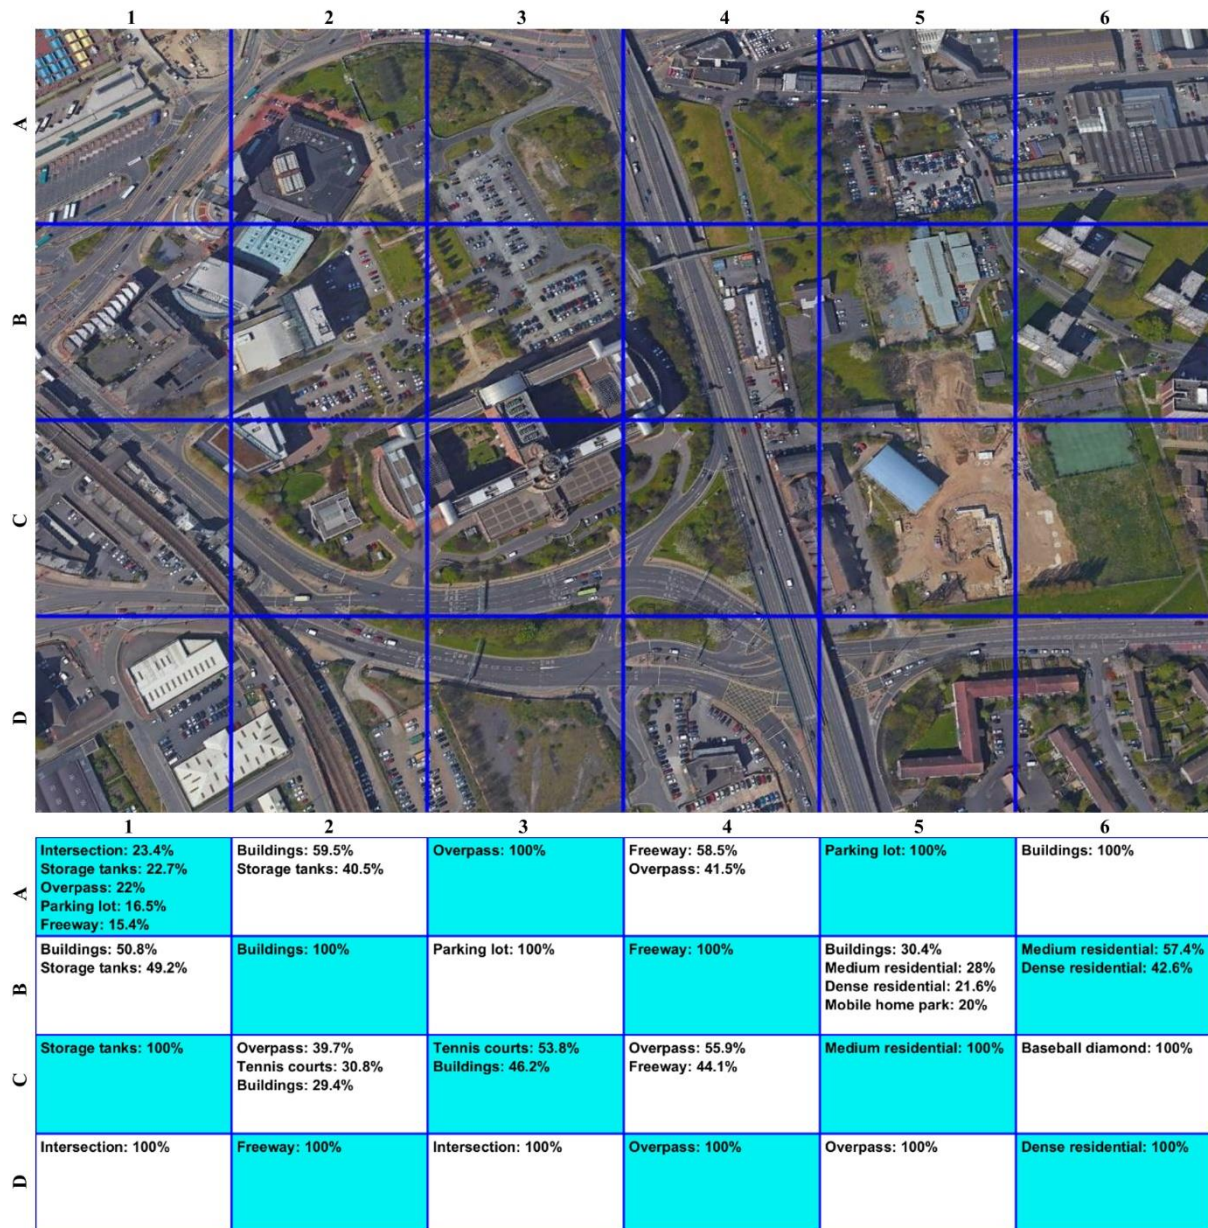 1 2 3 4 5 6
A
B
C
D
1 2 3 4 5 6
A
Intersection: 23.4%
Storage tanks: 22.7%
Overpass: 22%
Parking lot: 16.5%
Freeway: 15.4%
Buildings: 59.5%
Storage tanks: 40.5%
Overpass: 100%
Freeway: 58.5%
Overpass: 41.5%
Parking lot: 100%
Buildings: 100%
B
Buildings: 50.8%
Storage tanks: 49.2%
Buildings: 100%
Parking lot: 100%
Freeway: 100%
Buildings: 30.4%
Medium residential: 28%
Dense residential: 21.6%
Mobile home park: 20%
Medium residential: 57.4%
Dense residential: 42.6%
C
Storage tanks: 100%
Overpass: 39.7%
Tennis courts: 30.8%
Buildings: 29.4%
Tennis courts: 53.8%
Buildings: 46.2%
Overpass: 55.9%
Freeway: 44.1%
Medium residential: 100%
Baseball diamond: 100%
D
Intersection: 100%
Freeway: 100%
Intersection: 100%
Overpass: 100%
Overpass: 100%
Dense residential: 100%